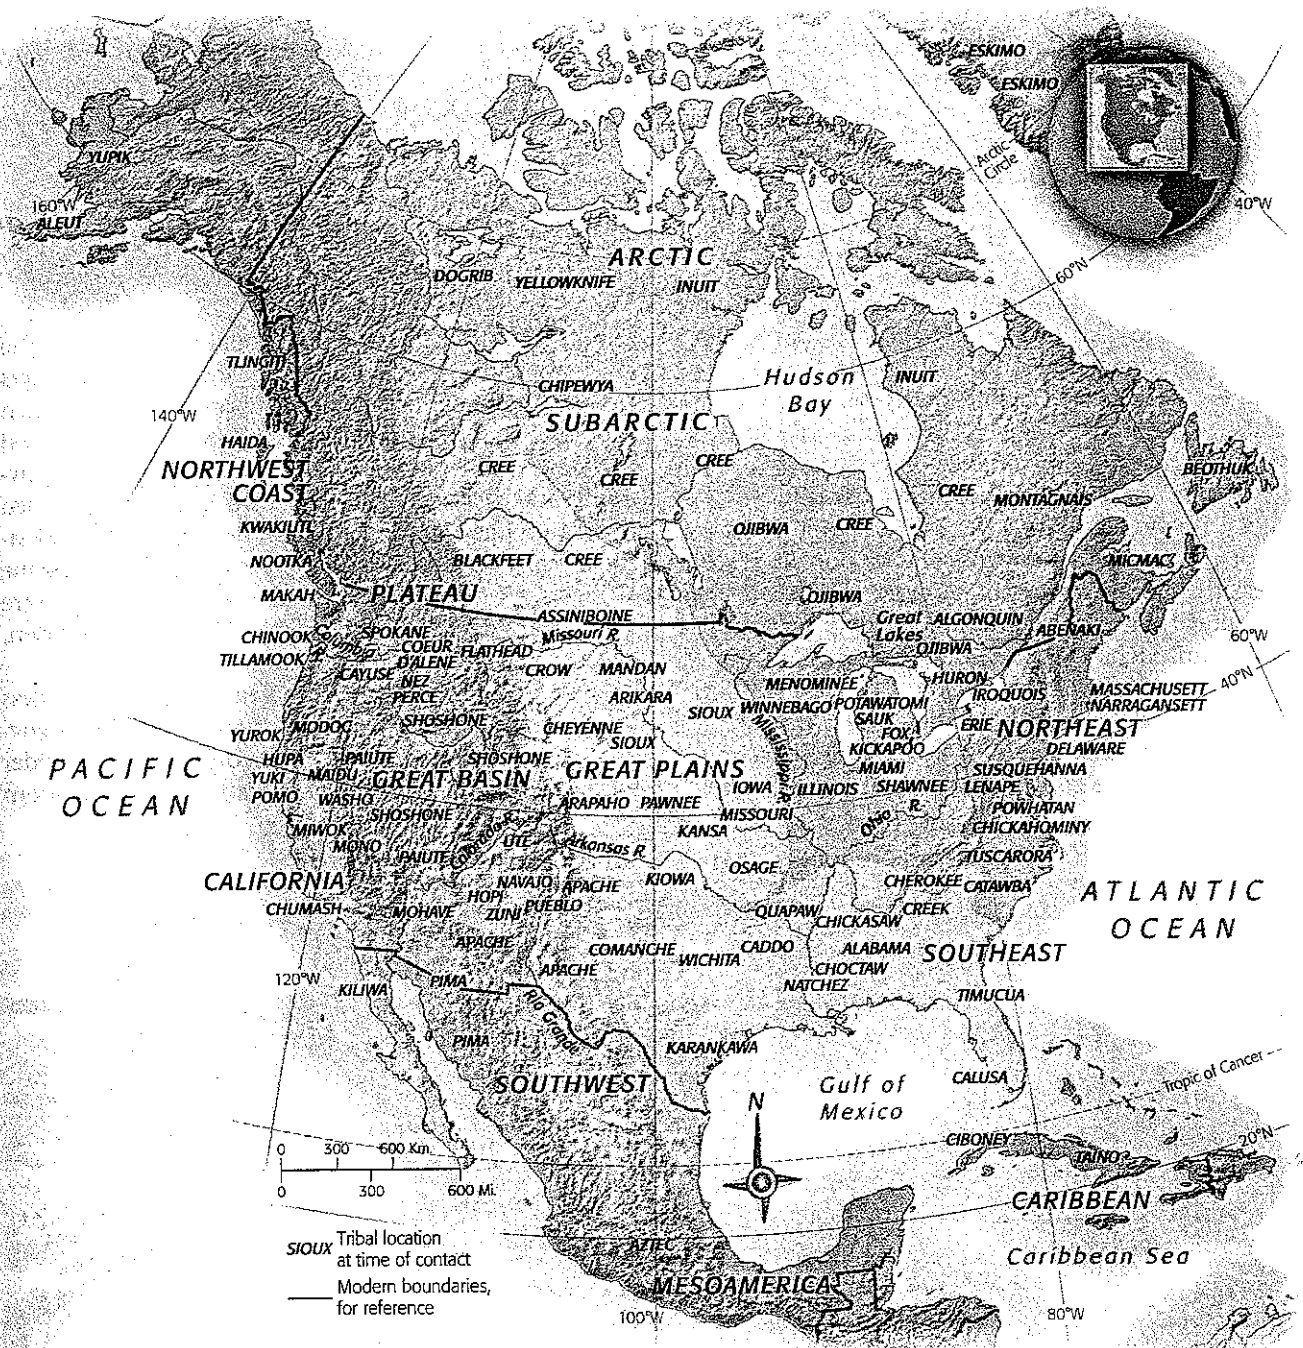 ESKIMO
ESKIMO
Arctic
Circle
40°W
60°N
YUPIK
160°W
ALEUT
ARCTIC
DOGRIB
YELLOWKNIFE
INUIT
TLINGIT
CHIPEWYA
Hudson
Bay
INUIT
140°W
SUBARCTIC
HAIDA
NORTHWEST
COAST
CREE
CREE
CREE
BEOTHUK
CREE
MONTAGNAIS
KWAKIUTL
OJIBWA
CREE
NOOTKA
BLACKFEET
CREE
MICMAC
MAKAH
PLATEAU
OJIBWA
ASSINIBOINE
Great
Lakes
ALGONQUIN
ABENAKI
60°W
CHINOOK
Columbia R.
SPOKANE
Missouri R.
COEUR
D'ALENE
FLATHEAD
OJIBWA
TILLAMOOK
CAYUSE
NEZ
PERCE
CROW
MANDAN
HURON
40°N
MENOMINEE
IROQUOIS
MASSACHUSETT
NARRAGANSETT
ARIKARA
SIOUX
WINNEBAGO
POTAWATOMI
SAUK
FOX
KICKAPOO
ERIE
NORTHEAST
YUROK
MODOC
SHOSHONE
CHEYENNE
SIOUX
Mississippi R.
DELAWARE
HUPA
PAIUTE
SHOSHONE
PACIFIC
OCEAN
YUKI
MAIDU
GREAT BASIN
GREAT PLAINS
MIAMI
SUSQUEHANNA
POMO
WASHO
SHOSHONE
ARAPAHO
PAWNEE
IOWA
MISSOURI
ILLINOIS
SHAWNEE
LENAPE
Ohio
R.
POWHATAN
CHICKAHOMINY
MIWOK
MONO
PAIUTE
Colorado R.
UTE
KANSA
Arkansas R.
TUSCARORA
OSAGE
CALIFORNIA
NAVAJO
HOPI
APACHE
KIOWA
CHEROKEE
CATAWBA
ATLANTIC
OCEAN
CHUMASH
MOHAVE
ZUNI
PUEBLO
QUAPAW
CHICKASAW
CREEK
APACHE
COMANCHE
WICHITA
CADDO
ALABAMA
SOUTHEAST
120°W
KILIWA
PIMA
APACHE
CHOCTAW
NATCHEZ
TIMUCUA
Rio Grande
PIMA
KARANKAWA
SOUTHWEST
Gulf of
Mexico
CALUSA
Tropic of Cancer
N
CIBONEY
TAINO
20°N
0 300 600 Km.
0 300 600 Mi.
CARIBBEAN
SIOUX Tribal location
at time of contact
AZTEC
Caribbean Sea
Modern boundaries,
for reference
MESOAMERICA
100°W
80°W